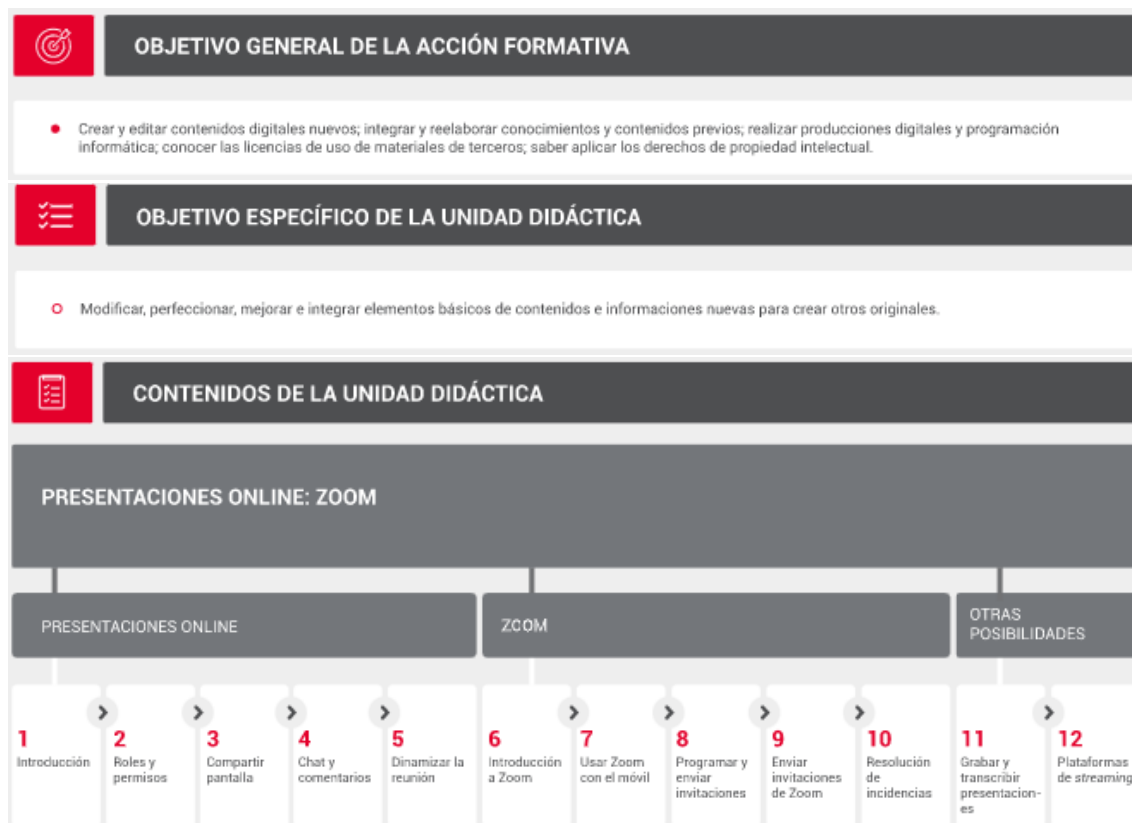 OBJETIVO GENERAL DE LA ACCIÓN FORMATIVA
Crear y editar contenidos digitales nuevos; integrar y reelaborar conocimientos y contenidos previos; realizar producciones digitales y programación
informática; conocer las licencias de uso de materiales de terceros; saber aplicar los derechos de propiedad intelectual.
OBJETIVO ESPECÍFICO DE LA UNIDAD DIDÁCTICA
Modificar, perfeccionar, mejorar e integrar elementos básicos de contenidos e informaciones nuevas para crear otros originales.
CONTENIDOS DE LA UNIDAD DIDÁCTICA
PRESENTACIONES ONLINE: ZOOM
PRESENTACIONES ONLINE
ZCOM
OTRAS
POSIBILIDADES
1
Introducción
2
Roles y
permisos
3
Compartir
pantalla
4
Chat y
comentarios
5
Dinamizar la
reunión
6
Introducción
a Zoom
7
Usar Zoom
con el móvil
8
Programar y
enviar
invitaciones
9
Enviar
invitaciones
de Zoom
10
Resolución
de
incidencias
11
Grabar y
transcribir
presentacion-
es
12
Plataformas
de streaming